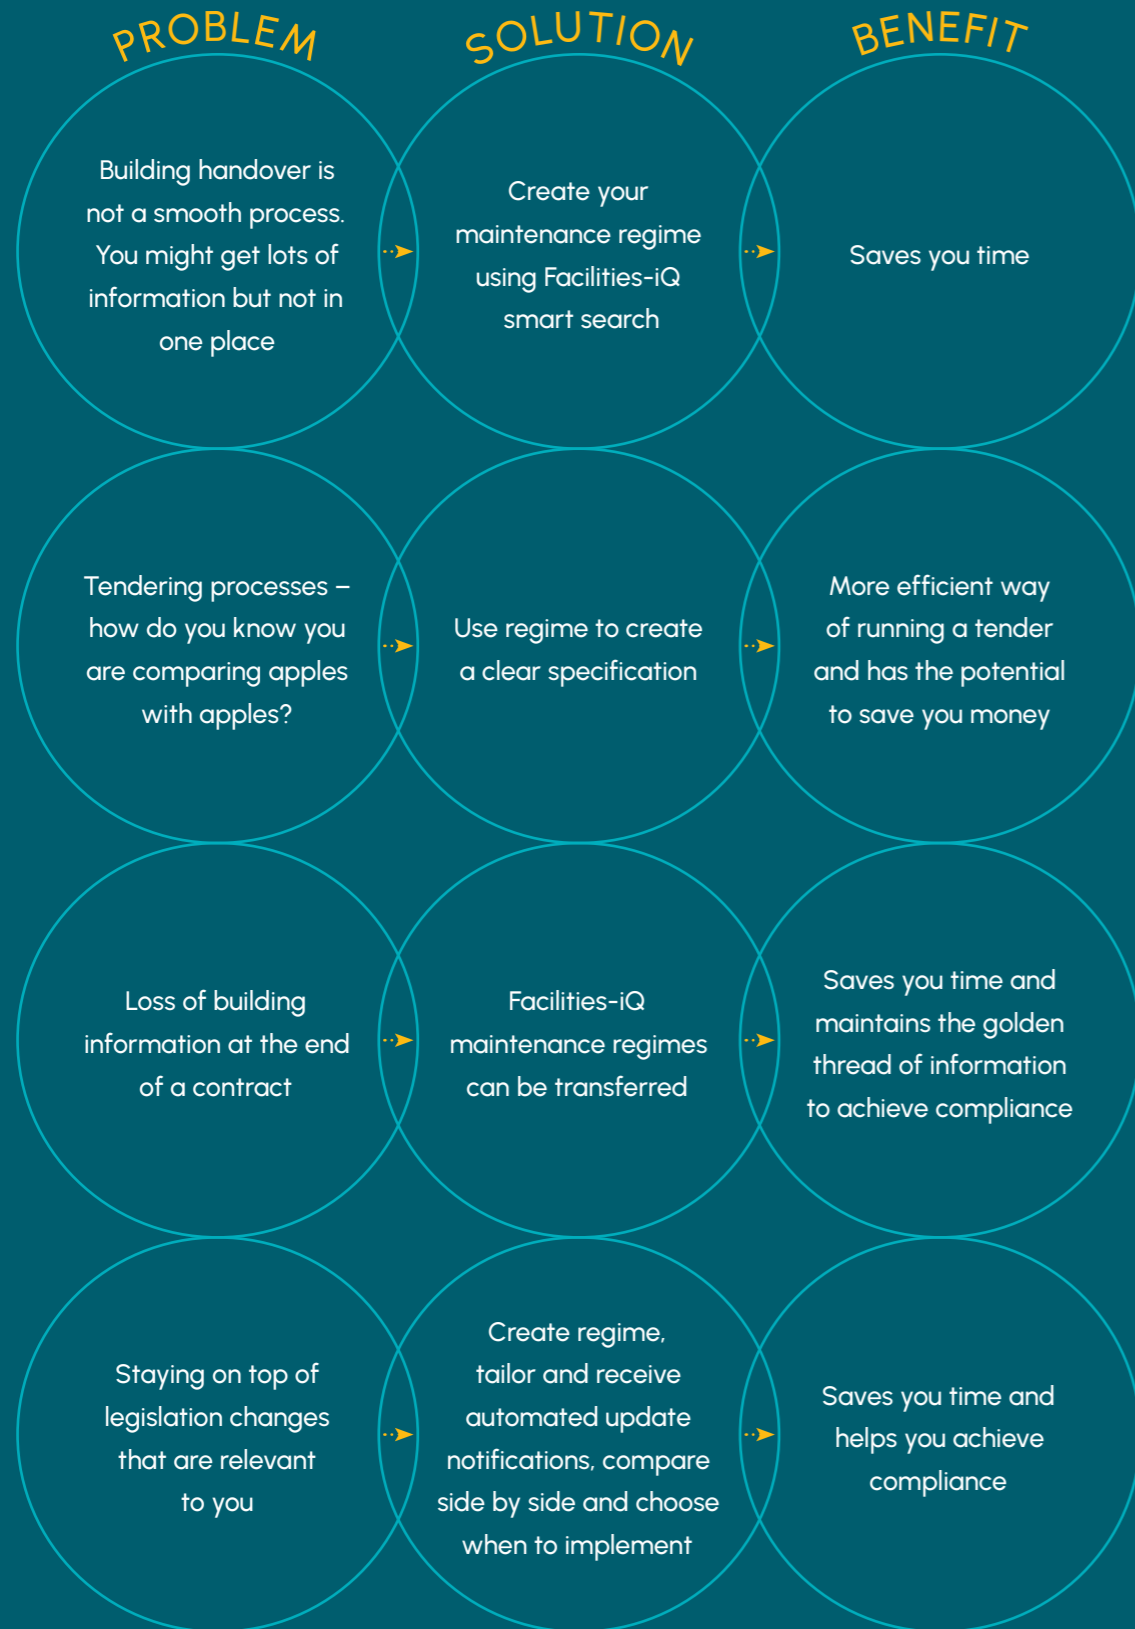 PROBLEM
SOLUTION
BENEFIT
Building handover is
not a smooth process.
You might get lots of
information but not in
one place
Create your
maintenance regime
using Facilities-iQ
smart search
Saves you time
Tendering processes –
how do you know you
are comparing apples
with apples?
Use regime to create
a clear specification
More efficient way
of running a tender
and has the potential
to save you money
Loss of building
information at the end
of a contract
Facilities-iQ
maintenance regimes
can be transferred
Saves you time and
maintains the golden
thread of information
to achieve compliance
Staying on top of
legislation changes
that are relevant
to you
Create regime,
tailor and receive
automated update
notifications, compare
side by side and choose
when to implement
Saves you time and
helps you achieve
compliance